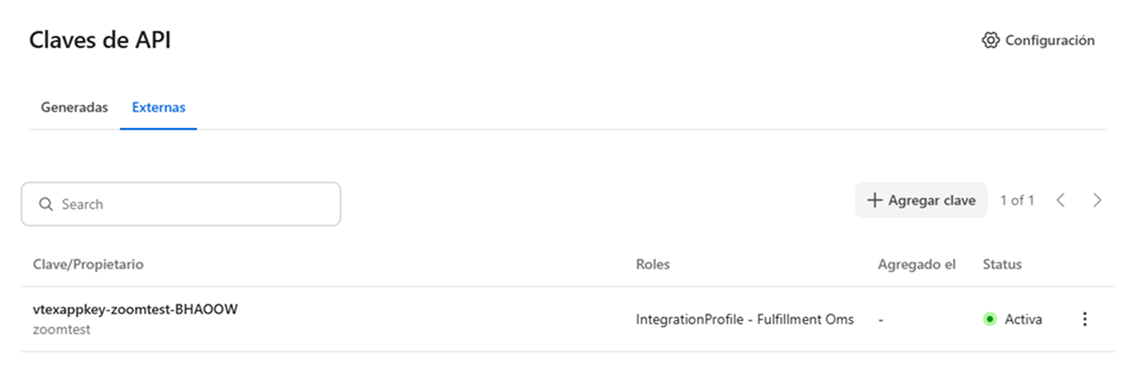 Claves de API
Configuración
Generadas Externas
Search
Agregar clave 1 of 1
Clave/Propietario Roles Agregado el Status
vtexappkey-zoomtest-BHAOOW
zoomtest
IntegrationProfile - Fulfillment Oms - Activa